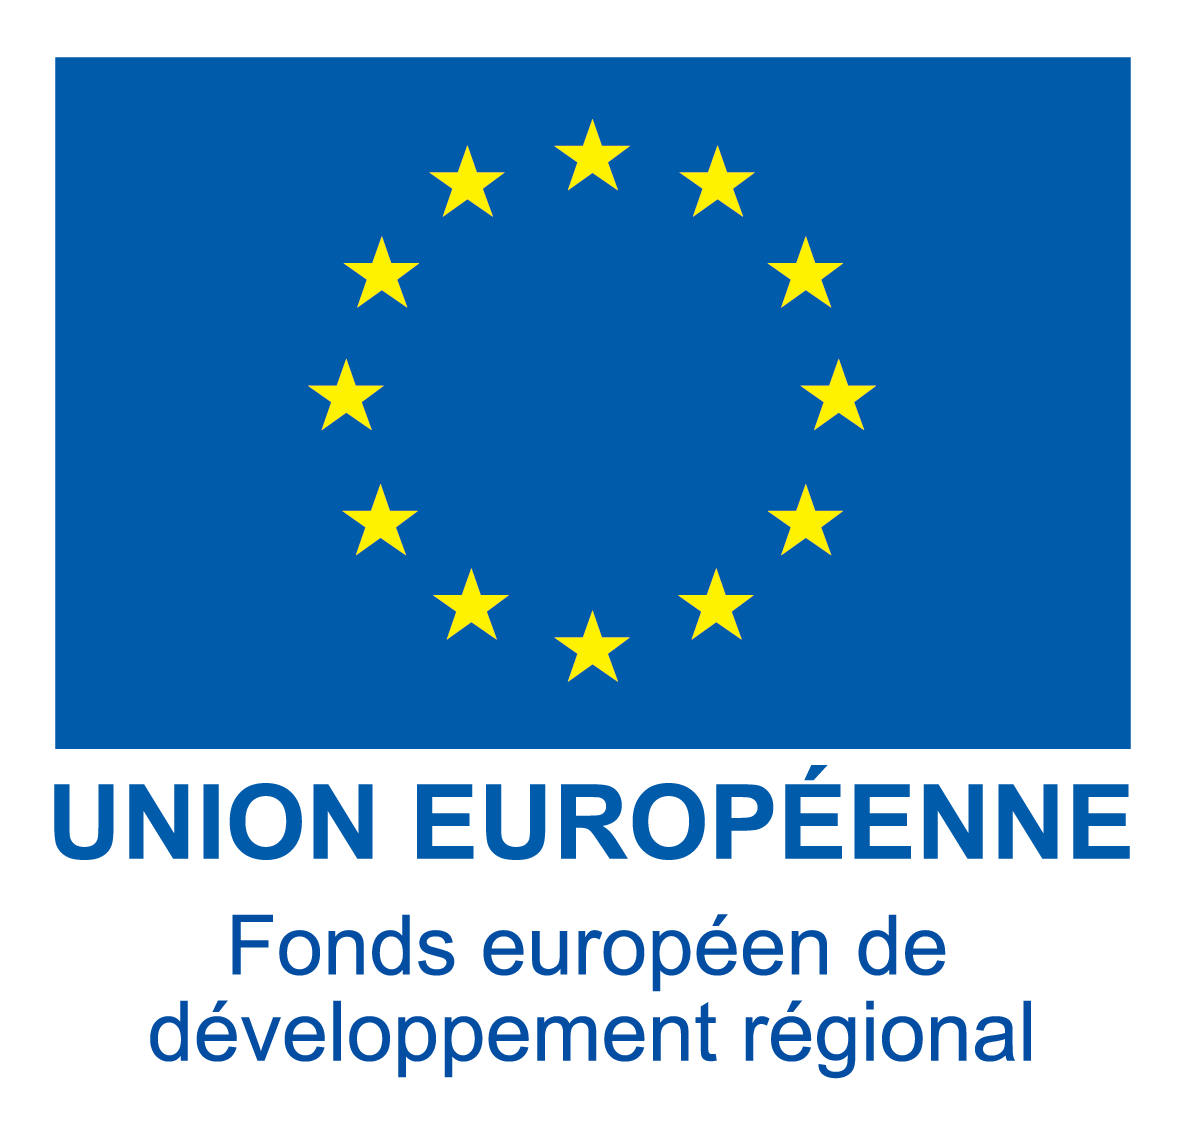 UNION EUROPÉENNE
Fonds européen de
développement régional